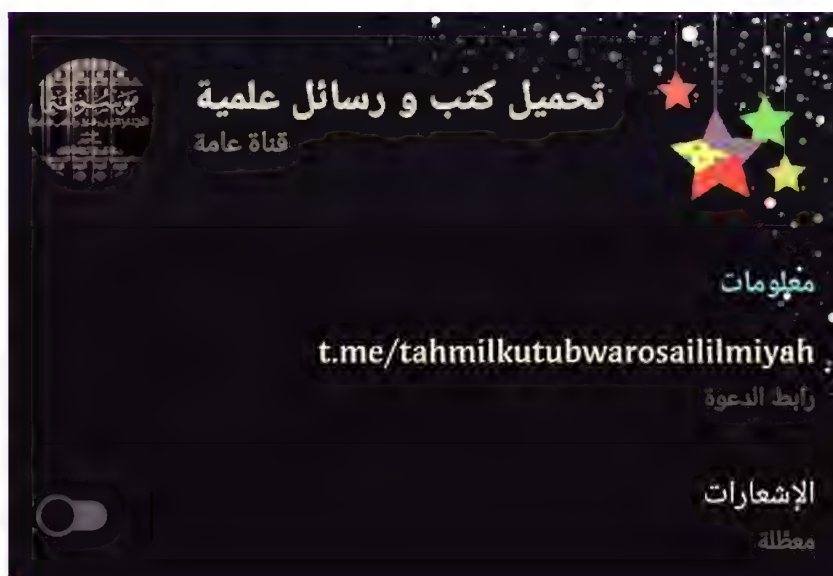 تحميل كتب و رسائل علمية
قناة عامة
معلومات
t.me/tahmilkutubwarosaililmiyah
رابط الدعوة
الإشعارات
معطلة